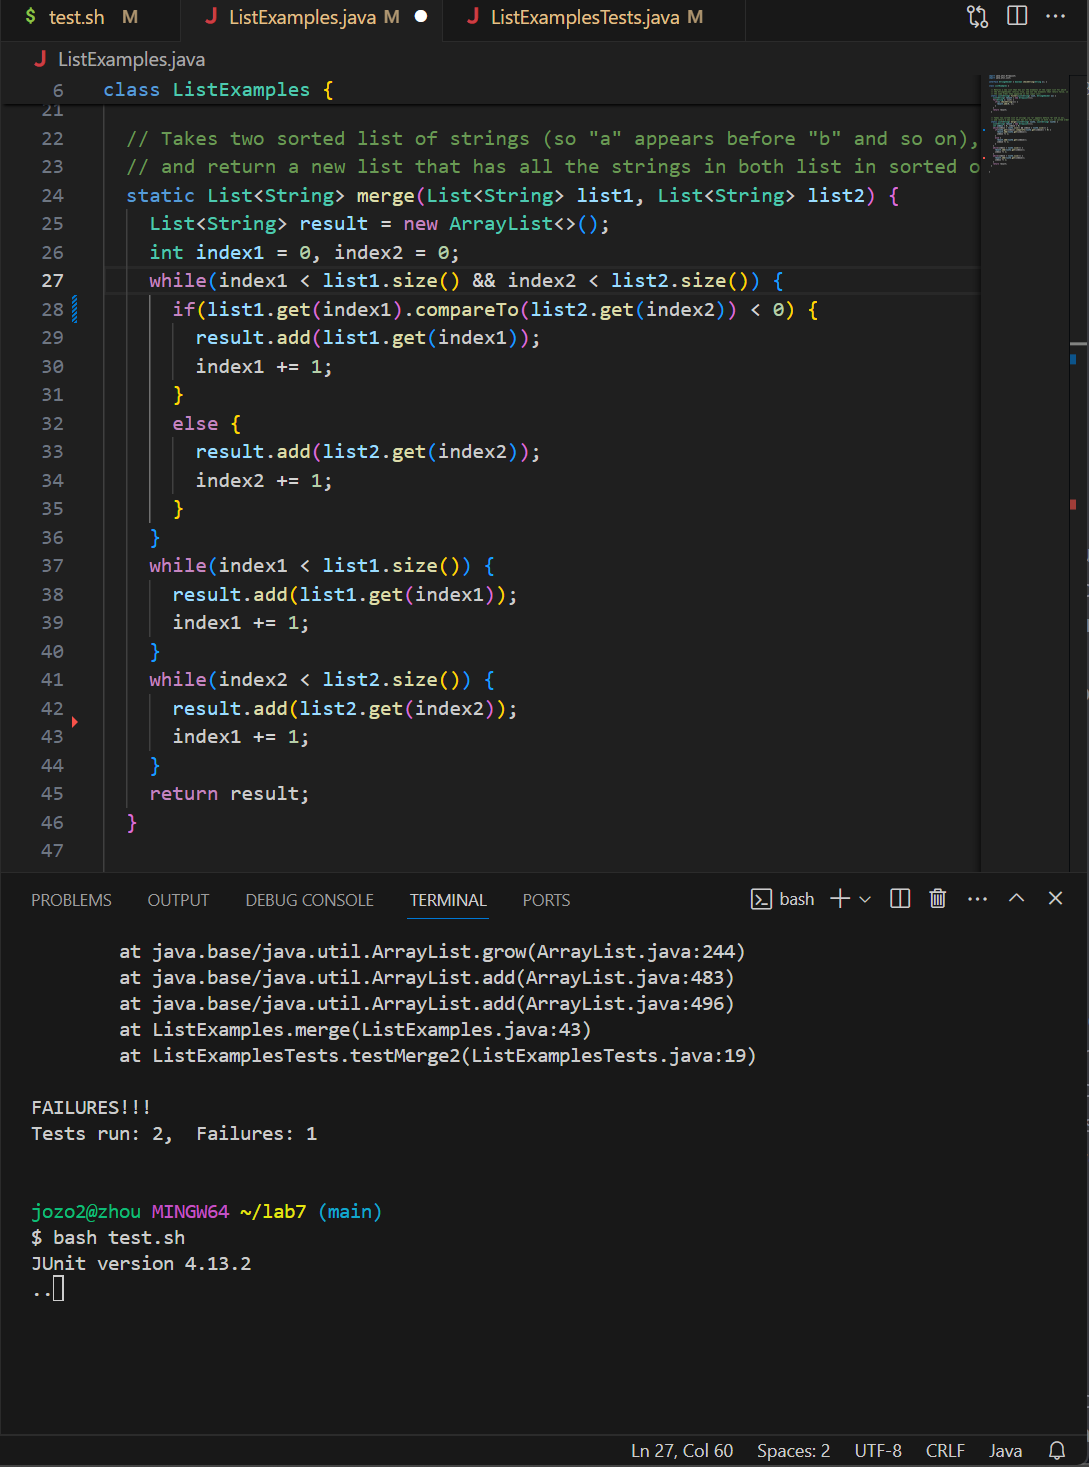 $ test.sh M
J ListExamples.java M
J ListExamplesTests.java M
J ListExamples.java
6 class ListExamples {
21
22 // Takes two sorted list of strings (so "a" appears before "b" and so on),
23 // and return a new list that has all the strings in both list in sorted o
24 static List<String> merge(List<String> list1, List<String> list2) {
25 List<String> result = new ArrayList<>();
26 int index1 = 0, index2 = 0;
27 while(index1 < list1.size() && index2 < list2.size()) {
28 if(list1.get(index1).compareTo(list2.get(index2)) < 0) {
29 result.add(list1.get(index1));
30 index1 += 1;
31 }
32 else {
33 result.add(list2.get(index2));
34 index2 += 1;
35 }
36 }
37 while(index1 < list1.size()) {
38 result.add(list1.get(index1));
39 index1 += 1;
40 }
41 while(index2 < list2.size()) {
42 result.add(list2.get(index2));
43 index1 += 1;
44 }
45 return result;
46 }
47
PROBLEMS OUTPUT DEBUG CONSOLE TERMINAL PORTS bash
at java.base/java.util.ArrayList.grow(ArrayList.java:244)
at java.base/java.util.ArrayList.add(ArrayList.java:483)
at java.base/java.util.ArrayList.add(ArrayList.java:496)
at ListExamples.merge(ListExamples.java:43)
at ListExamplesTests.testMerge2(ListExamplesTests.java:19)
FAILURES!!!
Tests run: 2,  Failures: 1
jozo2@zhou MINGW64 ~/lab7 (main)
$ bash test.sh
JUnit version 4.13.2
..
Ln 27, Col 60 Spaces: 2 UTF-8 CRLF Java